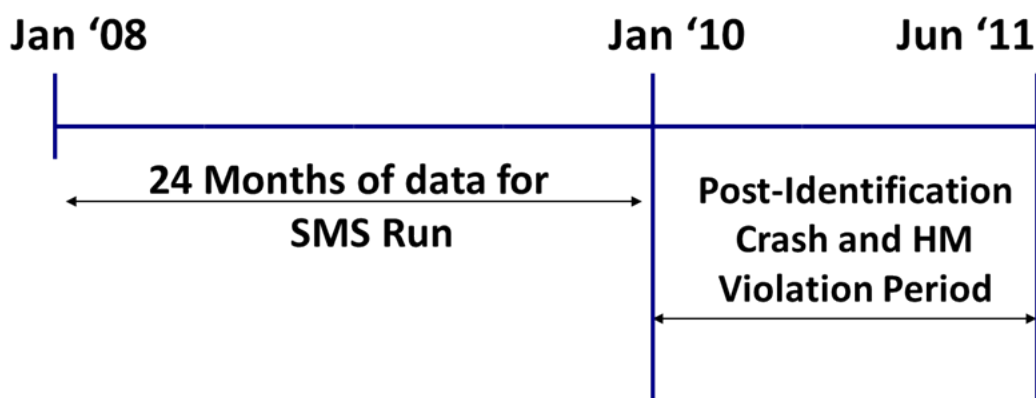 Jan ‘08
Jan ‘10
Jun ‘11
24 Months of data for
SMS Run
Post-Identification
Crash and HM
Violation Period